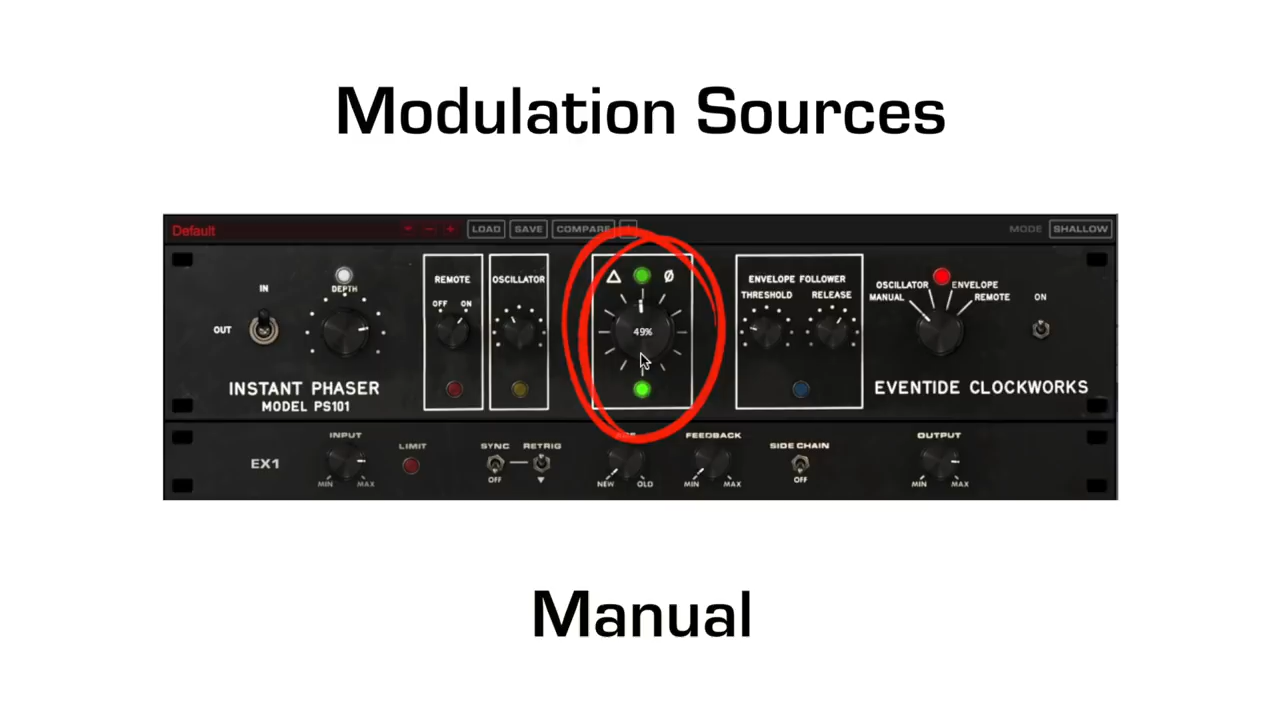 Modulation Sources
Default
LOAD
SAVE
COMPARE
MODE
SHALLOW
IN
OUT
DEPTH
REMOTE
OFF ON
OSCILLATOR
Δ Ø
49%
ENVELOPE FOLLOWER
THRESHOLD RELEASE
OSCILLATOR ENVELOPE
MANUAL REMOTE
ON
INSTANT PHASER
MODEL PS101
EVENTIDE CLOCKWORKS
EX1
INPUT
MIN MAX
LIMIT
SYNC RETRIG
OFF
NEW OLD
FEEDBACK
MIN MAX
SIDE CHAIN
OFF
OUTPUT
MIN MAX
Manual